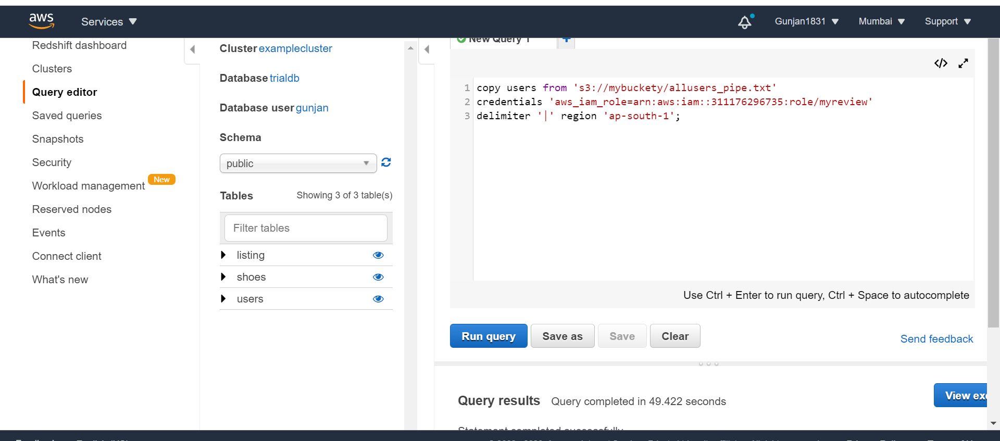 aws
Services
Gunjan1831
Mumbai
Support
Redshift dashboard
Clusters
Query editor
Saved queries
Snapshots
Security
Workload management
New
Reserved nodes
Events
Connect client
What's new
Cluster examplecluster
Database trialdb
Database user gunjan
Schema
public
Tables
Showing 3 of 3 table(s)
Filter tables
listing
shoes
users
New Query 1
</>
1 copy users from 's3://mybuckety/allusers_pipe.txt'
2 credentials 'aws_iam_role=arn:aws:iam::311176296735:role/myreview'
3 delimiter '|' region 'ap-south-1';
Use Ctrl + Enter to run query, Ctrl + Space to autocomplete
Run query
Save as
Save
Clear
Send feedback
Query results
Query completed in 49.422 seconds
View exe
Statement completed successfully